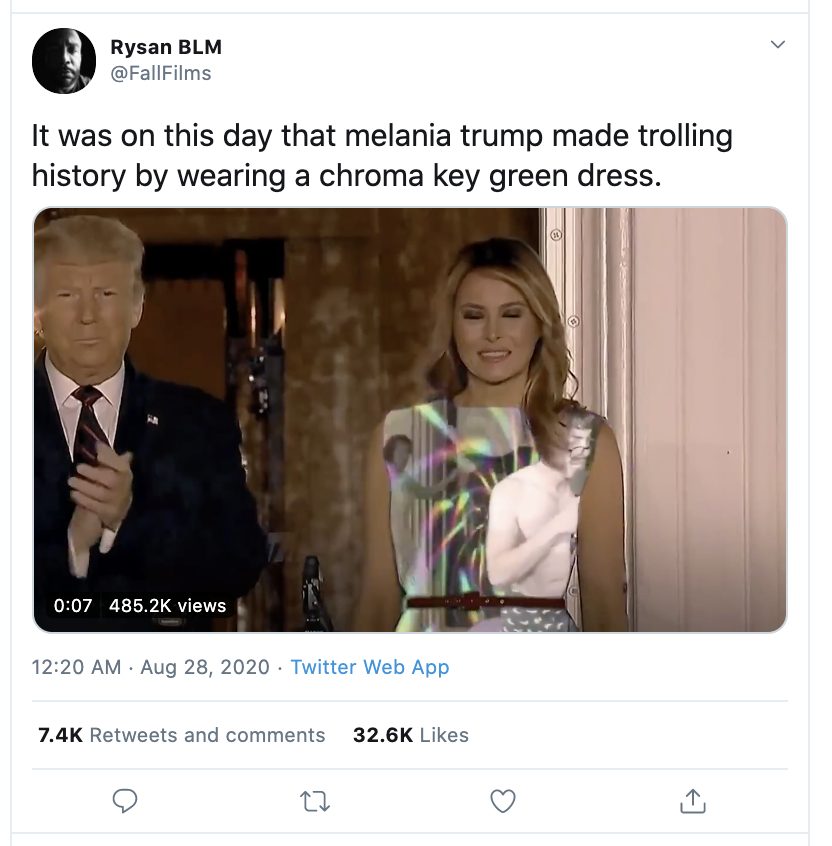 Rysan BLM
@FallFilms
It was on this day that melania trump made trolling
history by wearing a chroma key green dress.
0:07 485.2K views
12:20 AM · Aug 28, 2020 · Twitter Web App
7.4K Retweets and comments 32.6K Likes